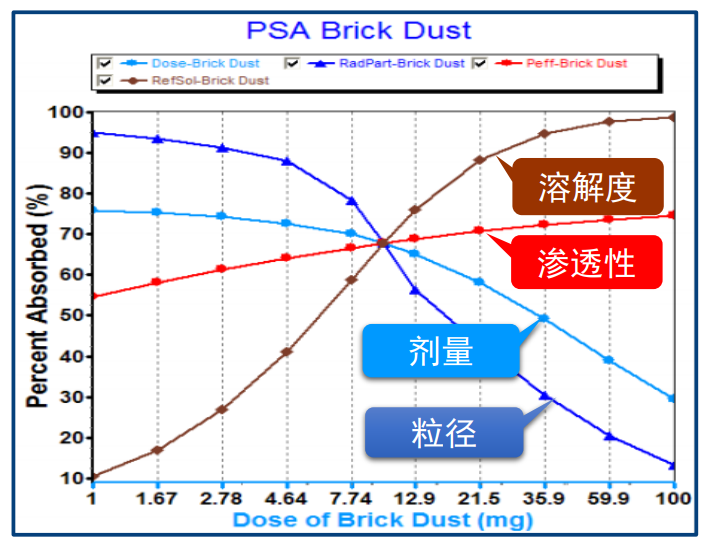 PSA Brick Dust
Dose-Brick Dust RadPart-Brick Dust Peff-Brick Dust
RefSol-Brick Dust
Percent Absorbed (%)
100
90
80
70
60
50
40
30
20
10
溶解度
渗透性
剂量
粒径
1 1.67 2.78 4.64 7.74 12.9 21.5 35.9 59.9 100
Dose of Brick Dust (mg)